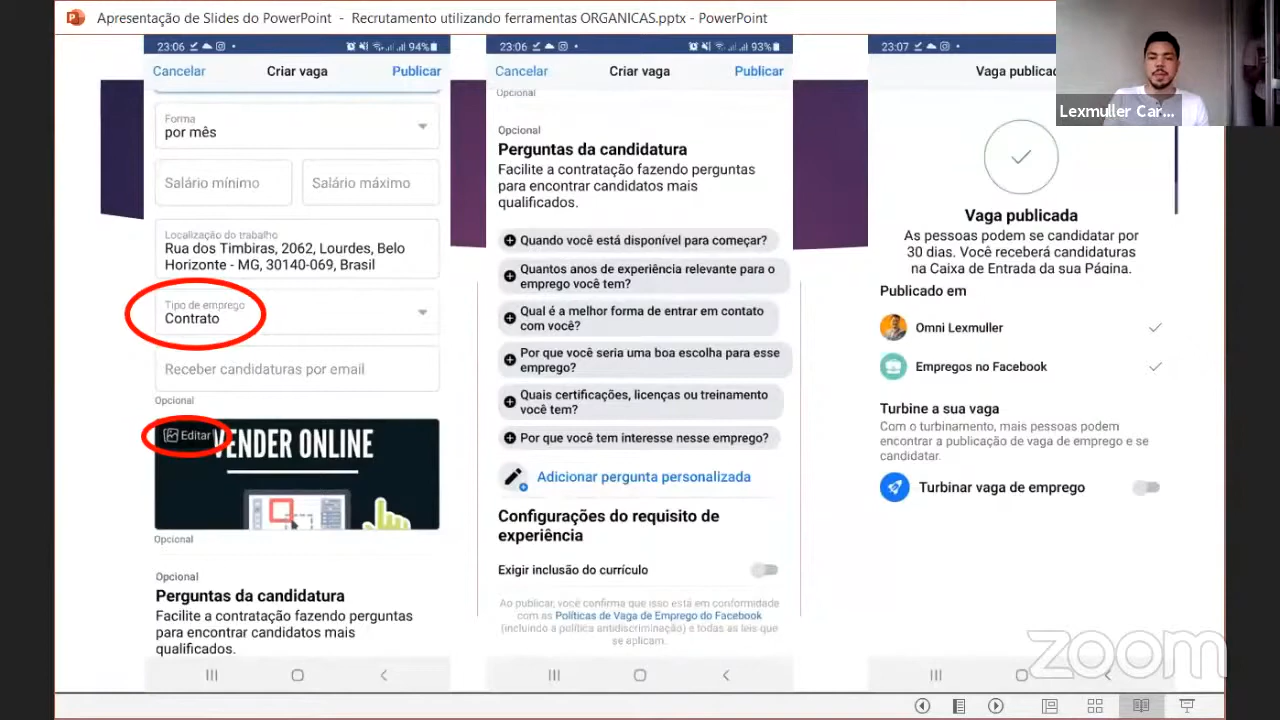 Apresentação de Slides do PowerPoint - Recrutamento utilizando ferramentas ORGANICAS.pptx - PowerPoint
23:06
94%
Cancelar
Criar vaga
Publicar
Forma
por mês
Salário mínimo
Salário máximo
Localização do trabalho
Rua dos Timbiras, 2062, Lourdes, Belo
Horizonte - MG, 30140-069, Brasil
Tipo de emprego
Contrato
Receber candidaturas por email
Opcional
Editar
VENDER ONLINE
Opcional
Opcional
Perguntas da candidatura
Facilite a contratação fazendo perguntas
para encontrar candidatos mais
qualificados.
23:06
93%
Cancelar
Criar vaga
Publicar
Opcional
Opcional
Perguntas da candidatura
Facilite a contratação fazendo perguntas
para encontrar candidatos mais
qualificados.
Quando você está disponível para começar?
Quantos anos de experiência relevante para o
emprego você tem?
Qual é a melhor forma de entrar em contato
com você?
Por que você seria uma boa escolha para esse
emprego?
Quais certificações, licenças ou treinamento
você tem?
Por que você tem interesse nesse emprego?
Adicionar pergunta personalizada
Configurações do requisito de
experiência
Exigir inclusão do currículo
Ao publicar, você confirma que isso está em conformidade
com as Políticas de Vaga de Emprego do Facebook
(incluindo a política antidiscriminação) e todas as leis que
se aplicam.
23:07
Vaga publicad
Lexmuller Car...
Vaga publicada
As pessoas podem se candidatar por
30 dias. Você receberá candidaturas
na Caixa de Entrada da sua Página.
Publicado em
Omni Lexmuller
Empregos no Facebook
Turbine a sua vaga
Com o turbinamento, mais pessoas podem
encontrar a publicação de vaga de emprego e se
candidatar.
Turbinar vaga de emprego
zoom